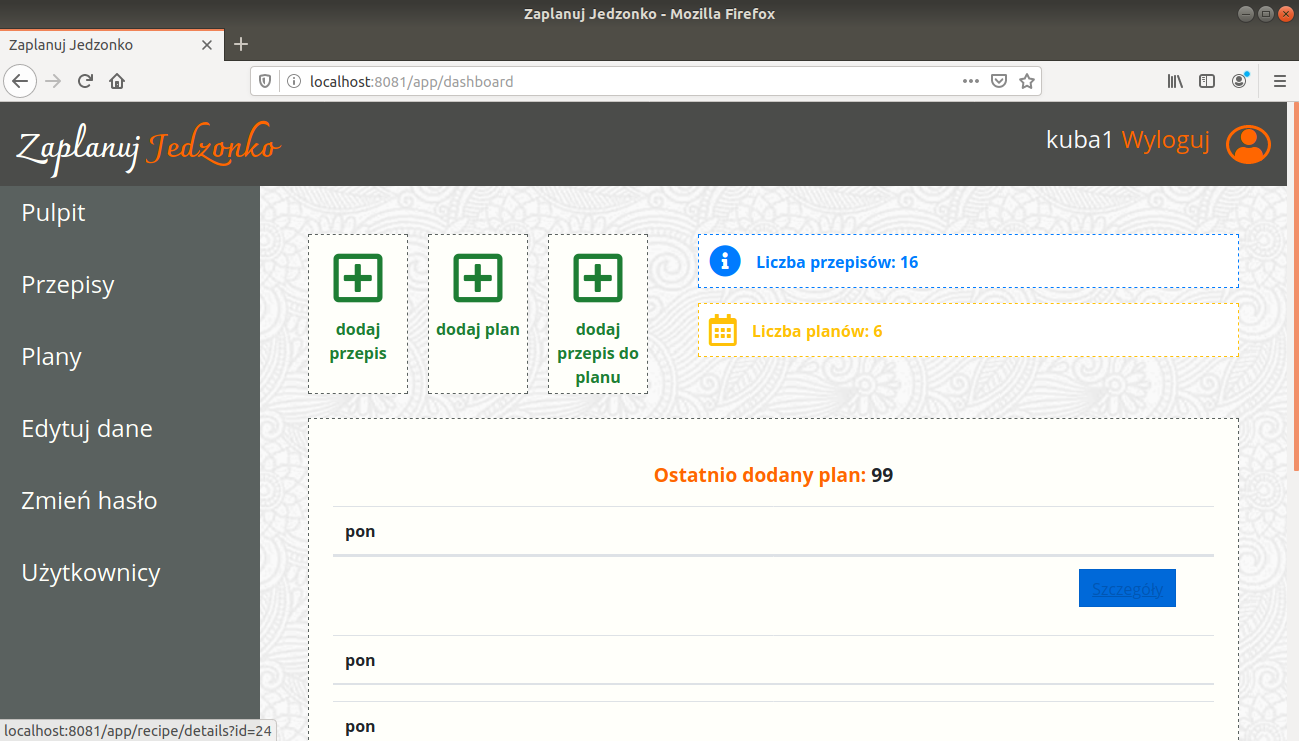 Zaplanuj Jedzonko - Mozilla Firefox
Zaplanuj Jedzonko
localhost:8081/app/dashboard
Zaplanuj Jedzonko
kuba1 Wyloguj
Pulpit
Przepisy
Plany
Edytuj dane
Zmień hasło
Użytkownicy
dodaj
przepis
dodaj plan
dodaj
przepis do
planu
Liczba przepisów: 16
Liczba planów: 6
Ostatnio dodany plan: 99
pon
Szczegóły
pon
pon
localhost:8081/app/recipe/details?id=24